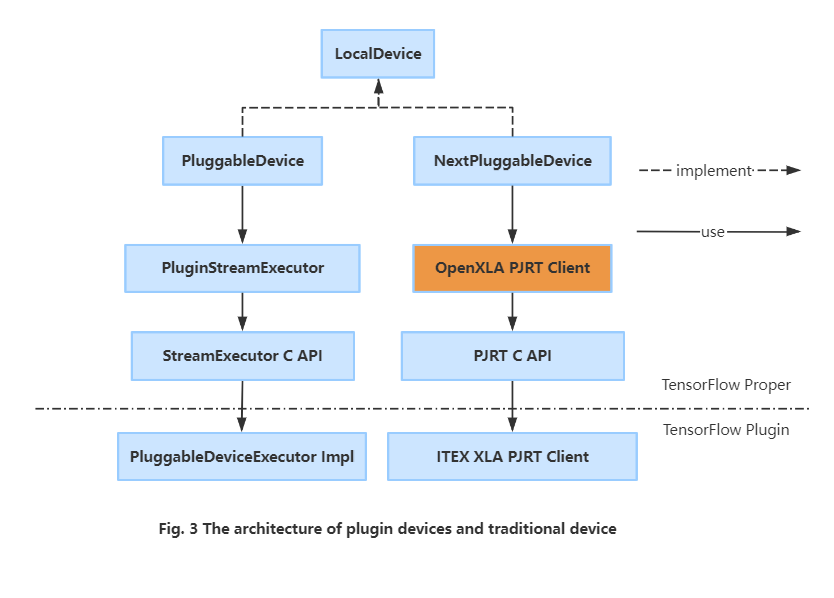 LocalDevice
PluggableDevice
NextPluggableDevice
implement
use
PluginStreamExecutor
OpenXLA PJRT Client
StreamExecutor C API
PJRT C API
TensorFlow Proper
TensorFlow Plugin
PluggableDeviceExecutor Impl
ITEX XLA PJRT Client
Fig. 3 The architecture of plugin devices and traditional device